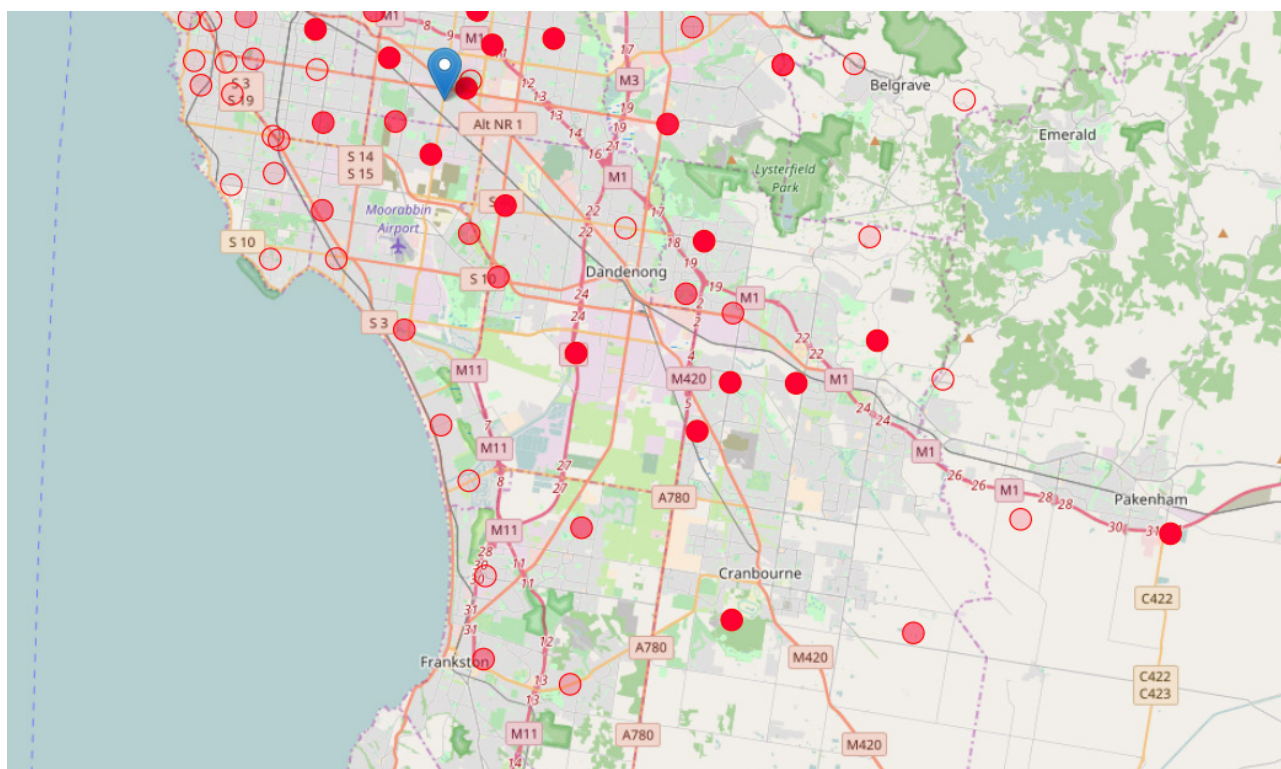 M1
8
9
M1
11
17
M3
S 3
S 19
12
13
13
14
16
19
19
21
Alt NR 1
Belgrave
Emerald
S 14
S 15
M1
Lysterfield
Park
Moorabbin
Airport
S 10
22
22
17
18
19
19
Dandenong
S 10
M1
2
2
S 3
24
24
22
22
4
M11
M420
5
M1
24
24
7
M11
8
27
27
M1
26
26
M1
28
28
30
31
Pakenham
A780
M11
28
30
30
11
11
Cranbourne
C422
31
31
12
Frankston
A780
M420
13
13
C422
C423
M11
14
A780
M420